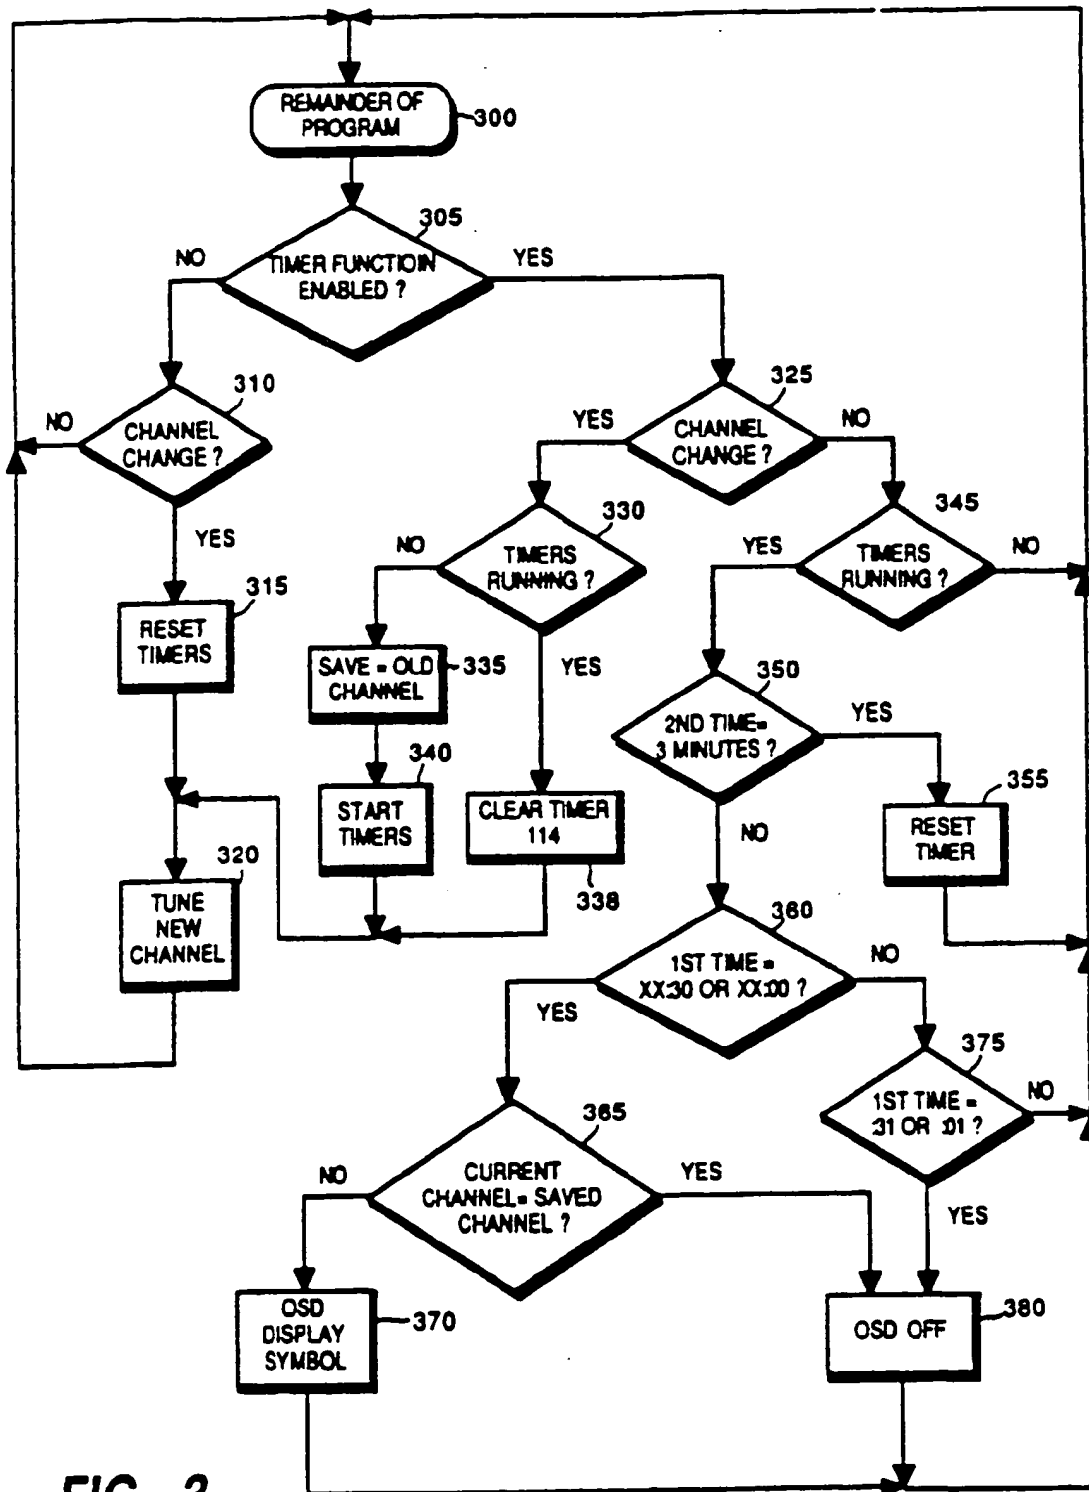 REMAINDER OF
PROGRAM
300
305
NO
TIMER FUNCTIOIN
ENABLED ?
YES
310
NO
CHANNEL
CHANGE ?
YES
325
YES
CHANNEL
CHANGE ?
NO
330
NO
TIMERS
RUNNING ?
YES
345
YES
TIMERS
RUNNING ?
NO
315
RESET
TIMERS
SAVE = OLD
CHANNEL
335
350
2ND TIME=
3 MINUTES ?
YES
NO
340
START
TIMERS
CLEAR TIMER
114
338
355
RESET
TIMER
320
TUNE
NEW
CHANNEL
360
1ST TIME =
XX:30 OR XX:00 ?
NO
YES
375
1ST TIME =
:31 OR :01 ?
NO
YES
365
NO
CURRENT
CHANNEL= SAVED
CHANNEL ?
YES
OSD
DISPLAY
SYMBOL
370
OSD OFF
380